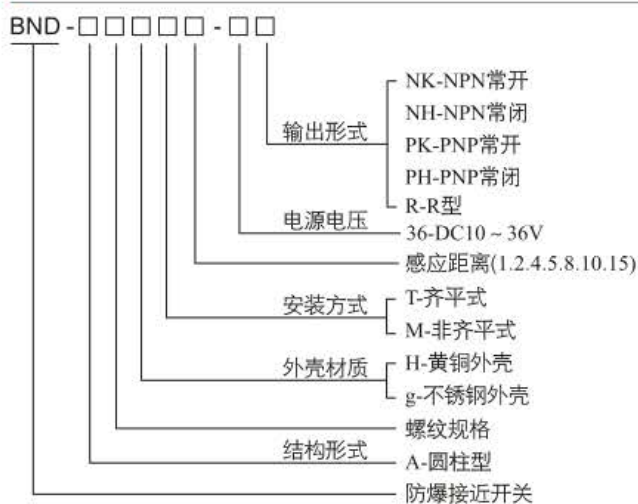 BND-□□□□□-□□
NK-NPN常开
NH-NPN常闭
输出形式
PK-PNP常开
PH-PNP常闭
R-R型
电源电压
36-DC10~36V
感应距离(1.2.4.5.8.10.15)
安装方式
T-齐平式
M-非齐平式
外壳材质
H-黄铜外壳
g-不锈钢外壳
螺纹规格
结构形式
A-圆柱型
防爆接近开关